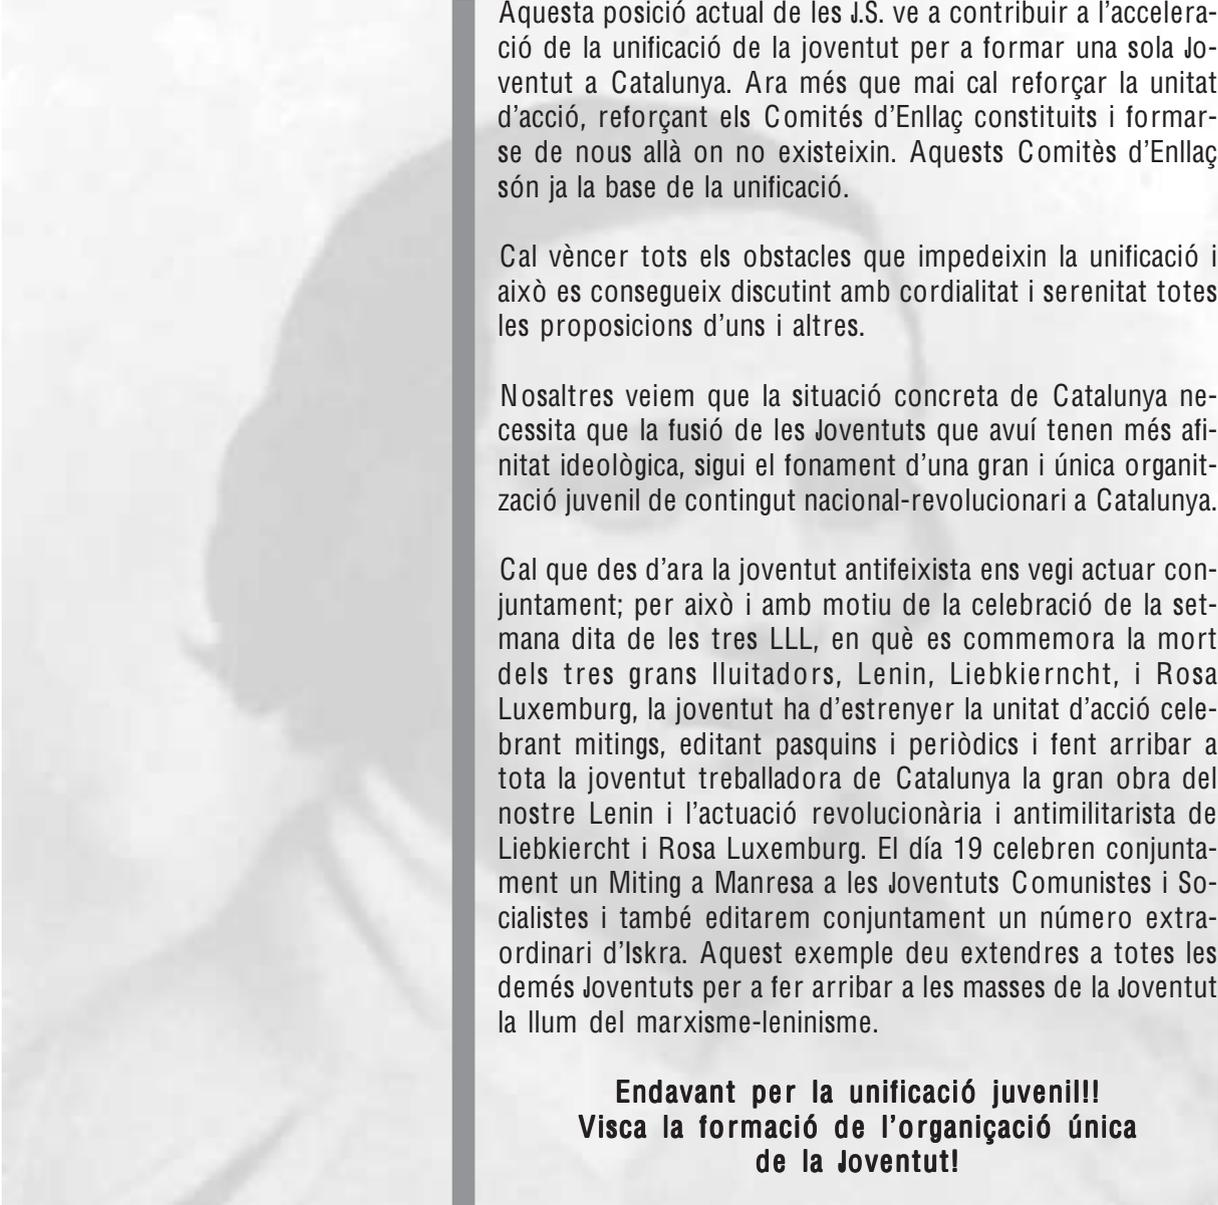 Aquesta posició actual de les J.S. ve a contribuir a l’accelera-
ció de la unificació de la joventut per a formar una sola Jo-
ventut a Catalunya. Ara més que mai cal reforçar la unitat
d’acció, reforçant els Comités d’Enllaç constituits i formar-
se de nous allà on no existeixin. Aquests Comitès d’Enllaç
són ja la base de la unificació.
Cal vèncer tots els obstacles que impedeixin la unificació i
això es consegueix discutint amb cordialitat i serenitat totes
les proposicions d’uns i altres.
Nosaltres veiem que la situació concreta de Catalunya ne-
cessita que la fusió de les Joventuts que avuí tenen més afi-
nitat ideològica, sigui el fonament d’una gran i única organit-
zació juvenil de contingut nacional-revolucionari a Catalunya.
Cal que des d’ara la joventut antifeixista ens vegi actuar con-
juntament; per això i amb motiu de la celebració de la set-
mana dita de les tres LLL, en què es commemora la mort
dels tres grans lluitadors, Lenin, Liebkierncht, i Rosa
Luxemburg, la joventut ha d’estrenyer la unitat d’acció cele-
brant mitings, editant pasquins i periòdics i fent arribar a
tota la joventut treballadora de Catalunya la gran obra del
nostre Lenin i l’actuació revolucionària i antimilitarista de
Liebkiercht i Rosa Luxemburg. El día 19 celebren conjunta-
ment un Miting a Manresa a les Joventuts Comunistes i So-
cialistes i també editarem conjuntament un número extra-
ordinari d’Iskra. Aquest exemple deu extendres a totes les
demés Joventuts per a fer arribar a les masses de la Joventut
la llum del marxisme-leninisme.
Endavant per la unificació juvenil!!
Visca la formació de l’organiçació única
de la Joventut!